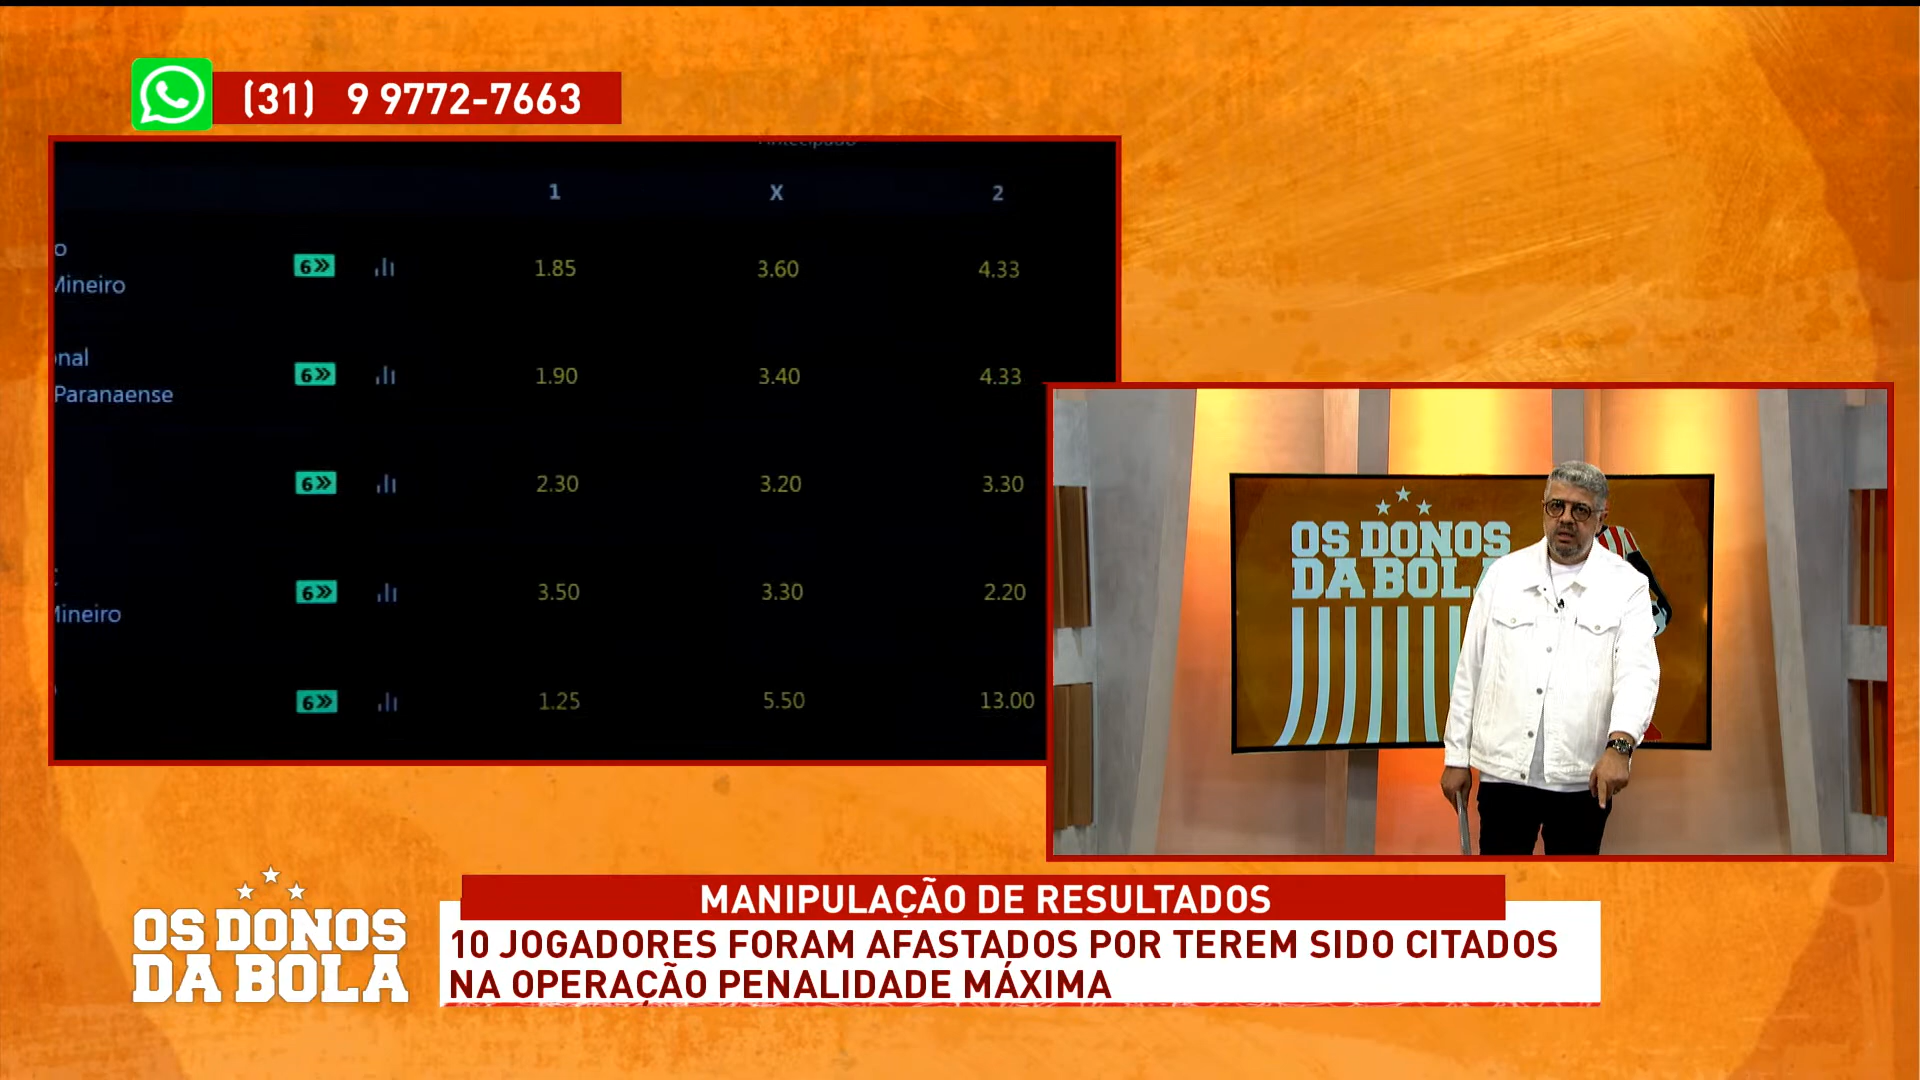 (31) 9 9772-7663
1 X 2
Mineiro
1.85 3.60 4.33
6»
Paranaense
1.90 3.40 4.33
6»
2.30 3.20 3.30
6»
Mineiro
3.50 3.30 2.20
6»
1.25 5.50 13.00
6»
OS DONOS
DA BOLA
MANIPULAÇÃO DE RESULTADOS
10 JOGADORES FORAM AFASTADOS POR TEREM SIDO CITADOS
NA OPERAÇÃO PENALIDADE MÁXIMA
OS DONOS
DA BOLA